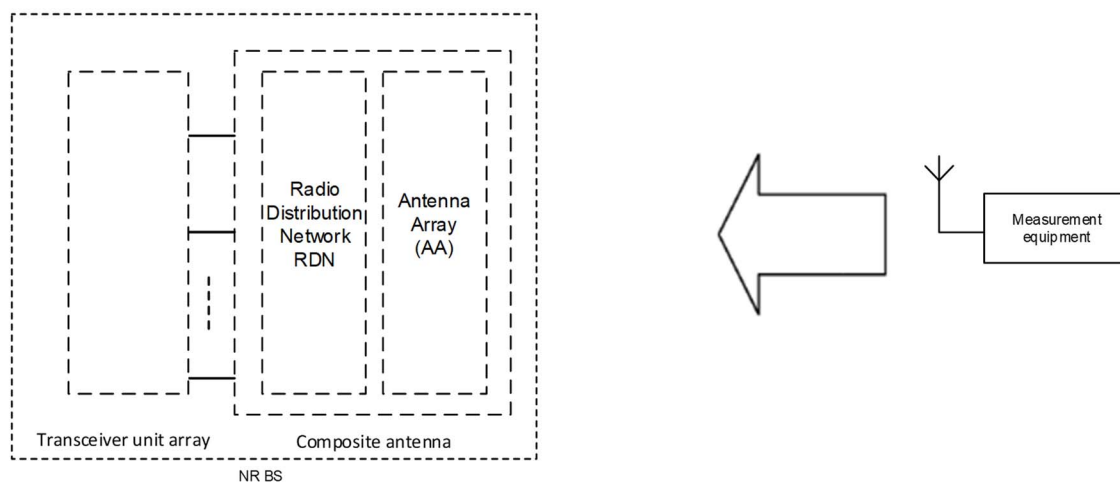 Radio
Distribution
Network
RDN
Antenna
Array
(AA)
Measurement
equipment
Transceiver unit array
Composite antenna
NR BS